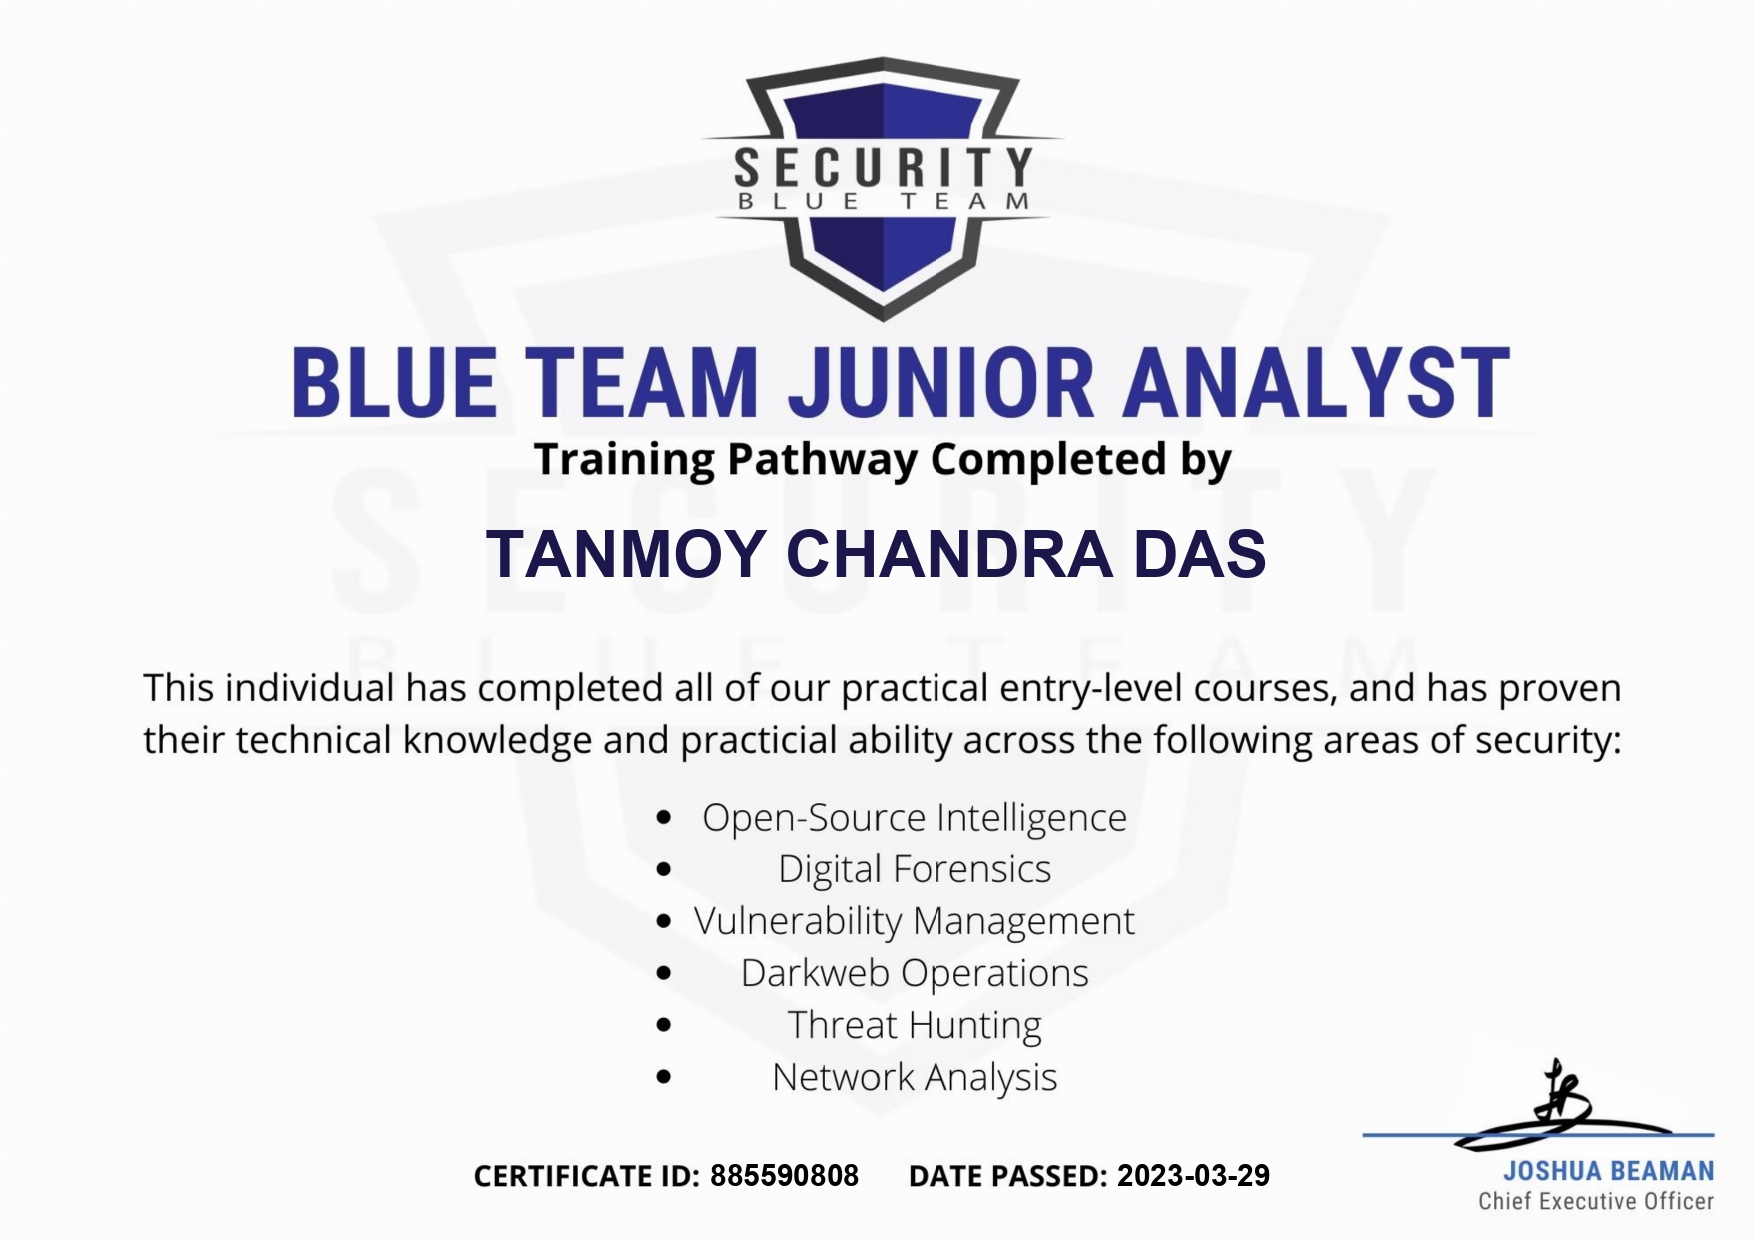 SECURITY
BLUE TEAM
BLUE TEAM JUNIOR ANALYST
Training Pathway Completed by
TANMOY CHANDRA DAS
SECURITY
BLUE TEAM
This individual has completed all of our practical entry-level courses, and has proven
their technical knowledge and practicial ability across the following areas of security:
• Open-Source Intelligence
• Digital Forensics
• Vulnerability Management
• Darkweb Operations
• Threat Hunting
• Network Analysis
CERTIFICATE ID: 885590808 DATE PASSED: 2023-03-29
JOSHUA BEAMAN
Chief Executive Officer